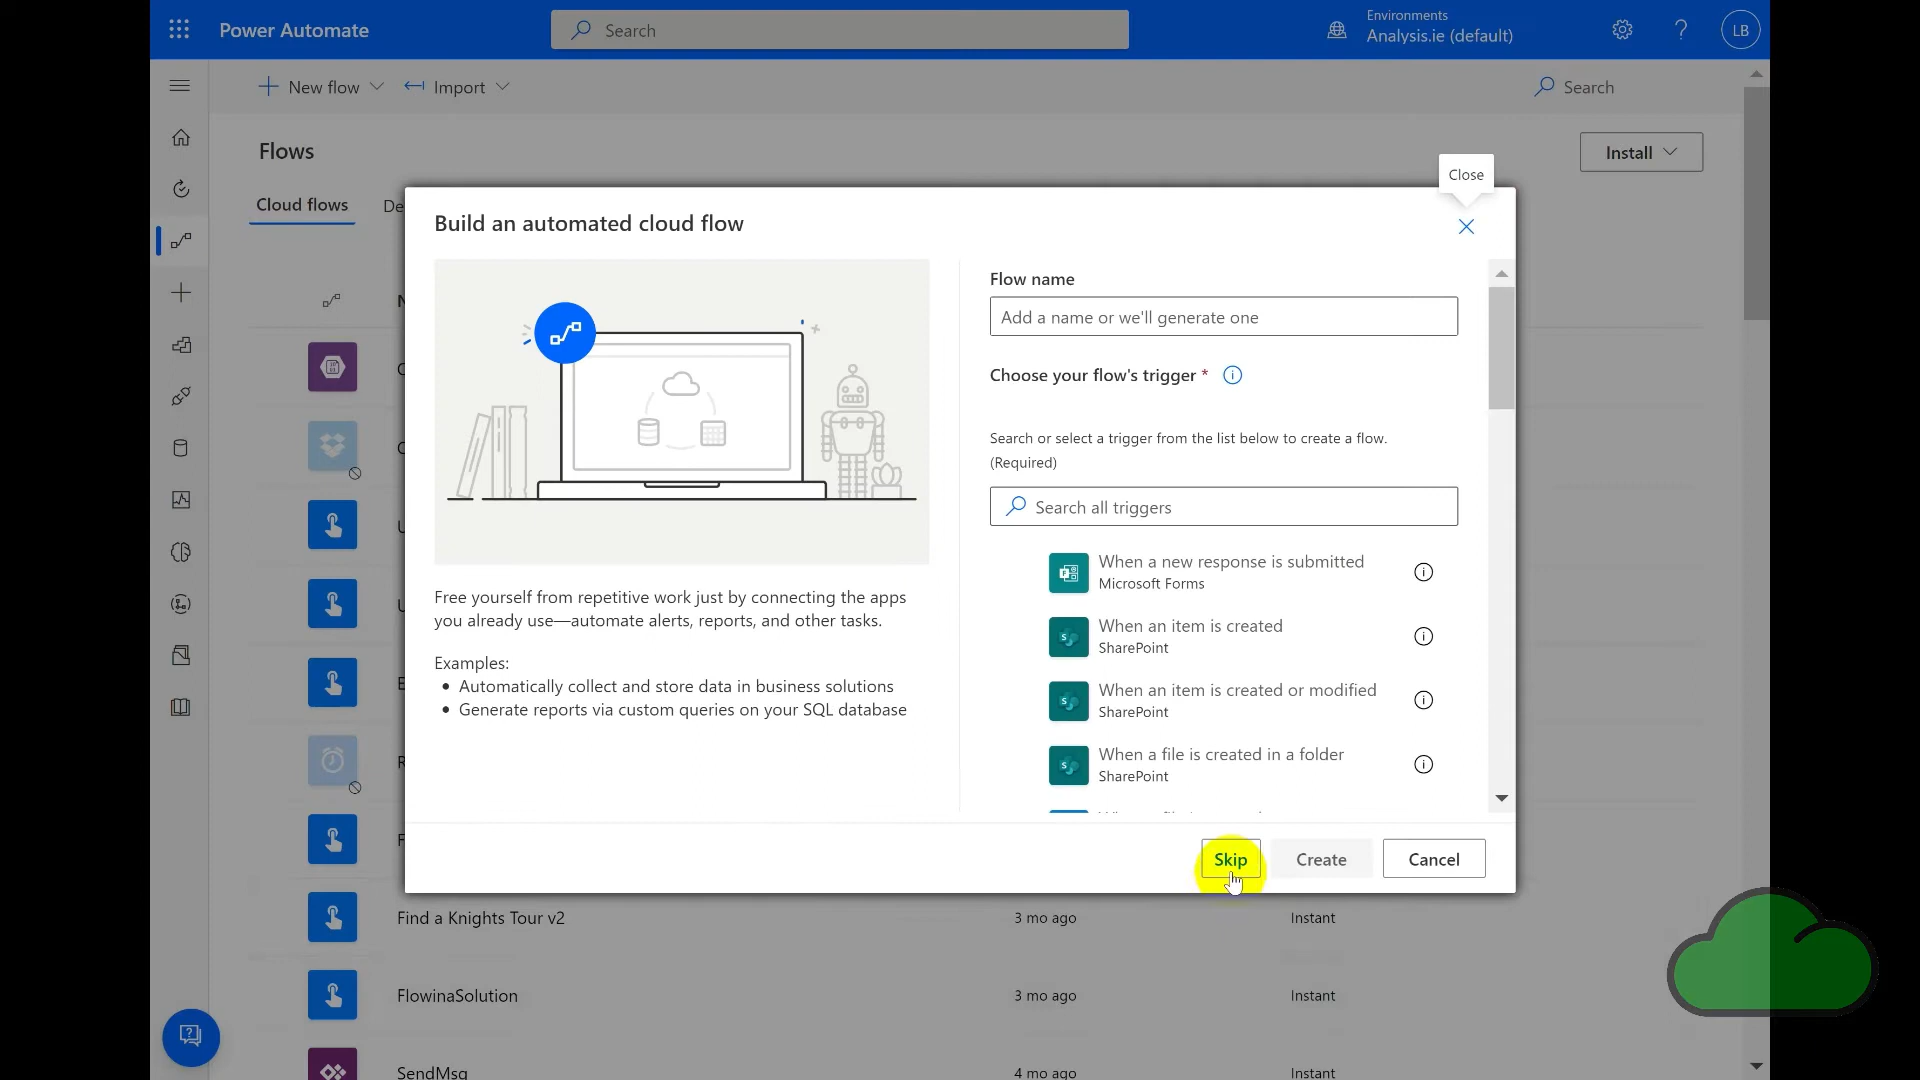 Power Automate
Search
Environments
Analysis.ie (default)
LB
New flow
Import
Search
Flows
Install
Close
Cloud flows
De
Build an automated cloud flow
Flow name
Add a name or we'll generate one
Choose your flow's trigger *
Search or select a trigger from the list below to create a flow.
(Required)
Search all triggers
When a new response is submitted
Microsoft Forms
When an item is created
SharePoint
When an item is created or modified
SharePoint
When a file is created in a folder
SharePoint
Free yourself from repetitive work just by connecting the apps
you already use—automate alerts, reports, and other tasks.
Examples:
• Automatically collect and store data in business solutions
• Generate reports via custom queries on your SQL database
Skip
Create
Cancel
Find a Knights Tour v2
3 mo ago
Instant
FlowinaSolution
3 mo ago
Instant
SendMsg
4 mo ago
Instant